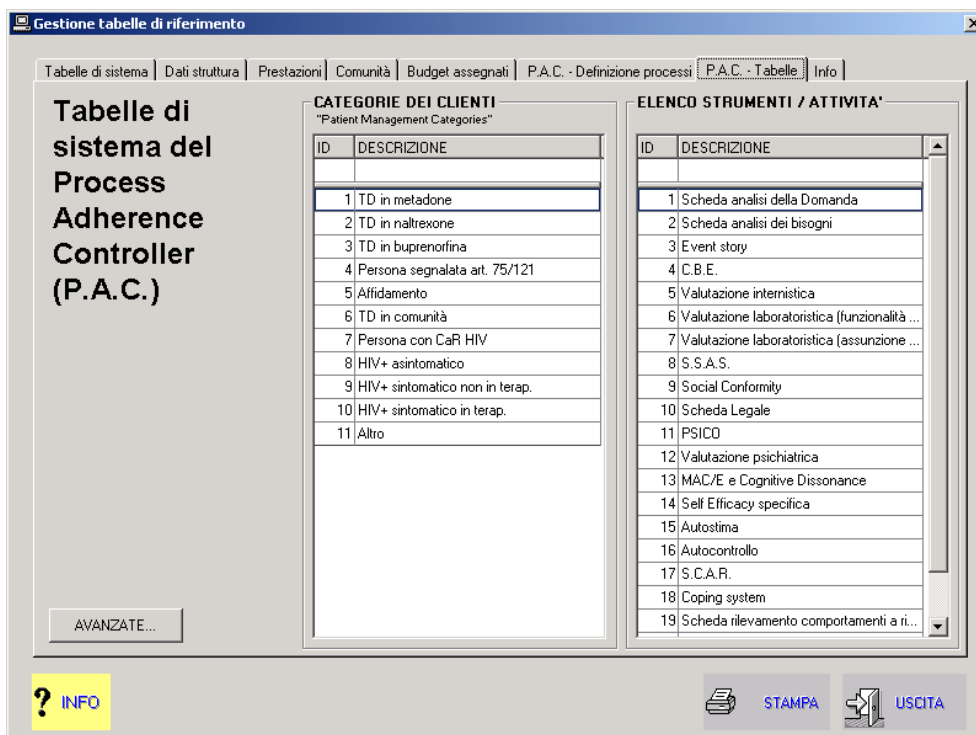 Gestione tabelle di riferimento
Tabelle di sistema Dati struttura Prestazioni Comunità Budget assegnati P.A.C. - Definizione processi P.A.C. - Tabelle Info
Tabelle di
sistema del
Process
Adherence
Controller
(P.A.C.)
AVANZATE...
CATEGORIE DEI CLIENTI
"Patient Management Categories"
ID DESCRIZIONE
1 TD in metadone
2 TD in naltrexone
3 TD in buprenorfina
4 Persona segnalata art. 75/121
5 Affidamento
6 TD in comunità
7 Persona con CaR HIV
8 HIV+ asintomatico
9 HIV+ sintomatico non in terap.
10 HIV+ sintomatico in terap.
11 Altro
ELENCO STRUMENTI / ATTIVITA'
ID DESCRIZIONE
1 Scheda analisi della Domanda
2 Scheda analisi dei bisogni
3 Event story
4 C.B.E.
5 Valutazione internistica
6 Valutazione laboratoristica (funzionalità ...
7 Valutazione laboratoristica (assunzione ...
8 S.S.A.S.
9 Social Conformity
10 Scheda Legale
11 PSICO
12 Valutazione psichiatrica
13 MAC/E e Cognitive Dissonance
14 Self Efficacy specifica
15 Autostima
16 Autocontrollo
17 S.C.A.R.
18 Coping system
19 Scheda rilevamento comportamenti a ri...
? INFO
STAMPA
USCITA